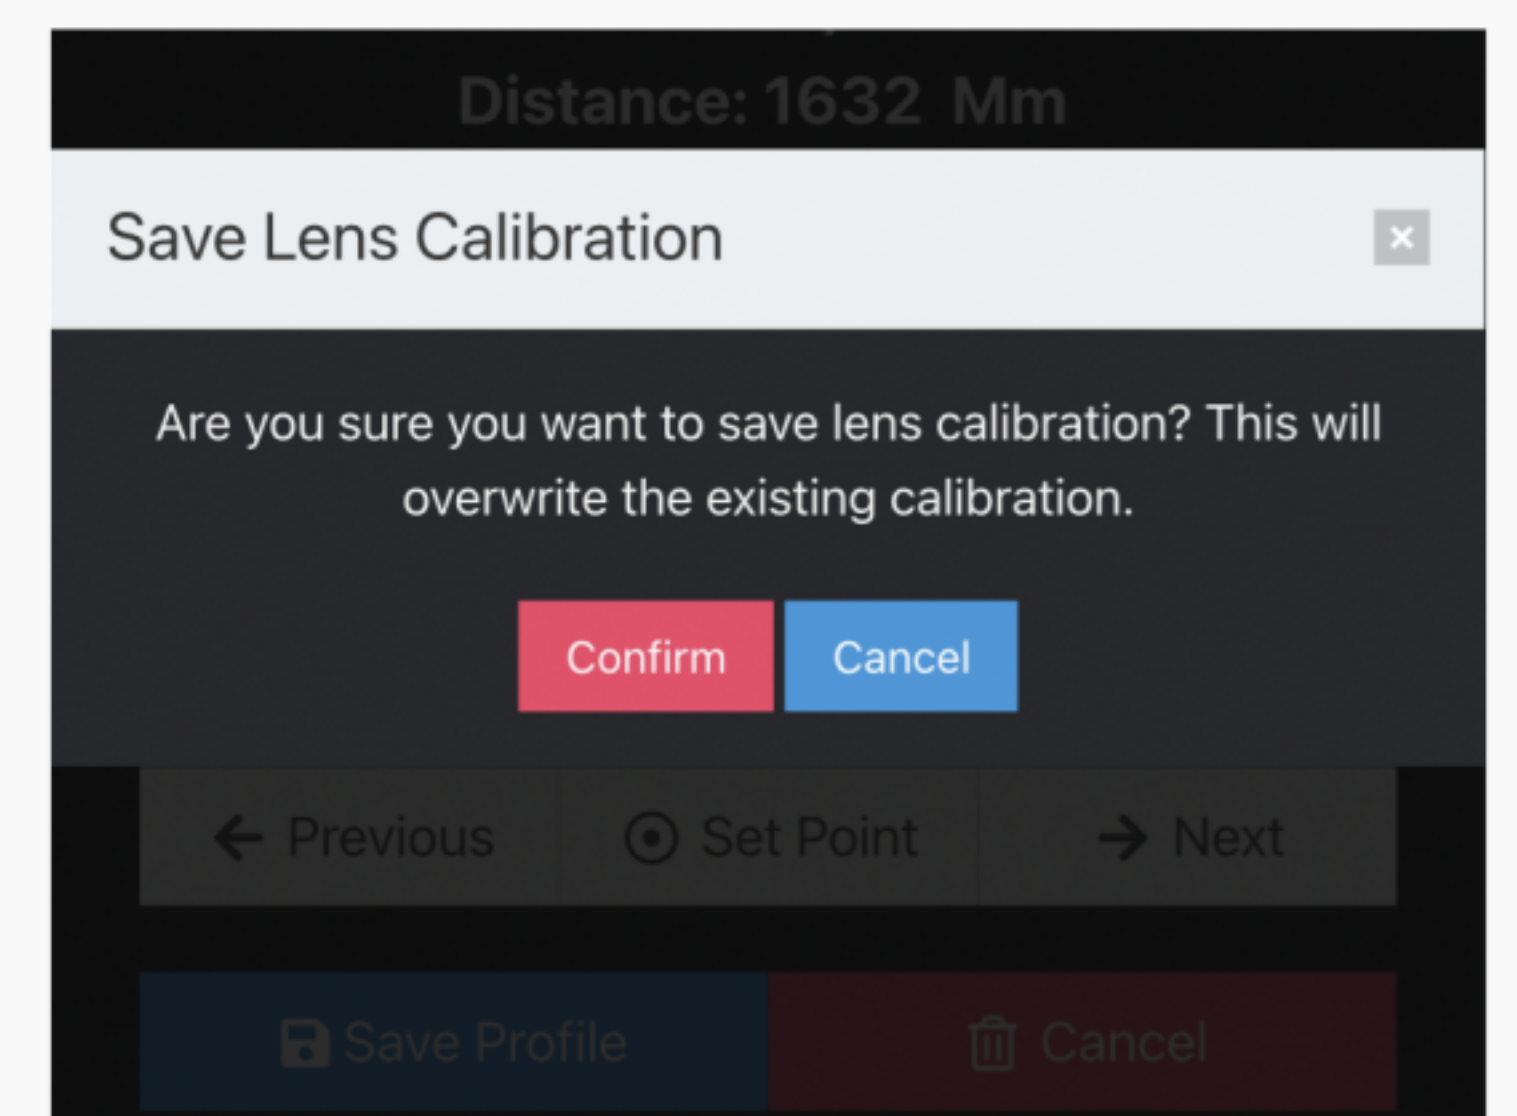 Distance: 1632 Mm
Save Lens Calibration
Are you sure you want to save lens calibration? This will
overwrite the existing calibration.
Confirm Cancel
Previous Set Point Next
Save Profile Cancel